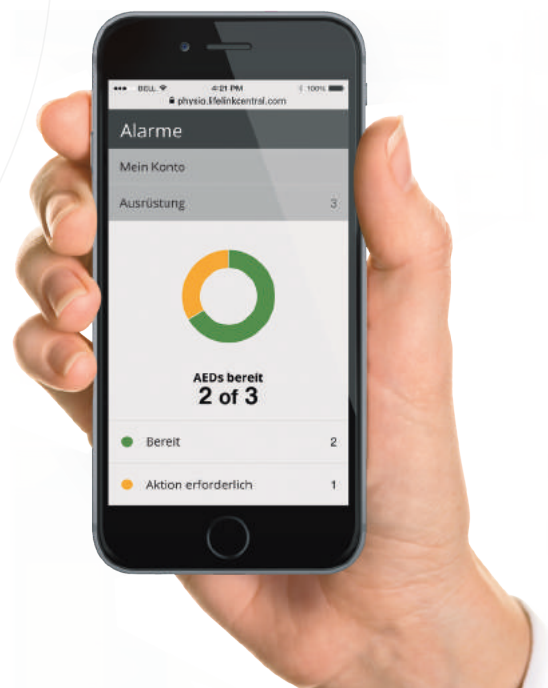 BELL 4:21 PM 100%
physio.lifelinkcentral.com
Alarme
Mein Konto
Ausrüstung 3
AEDs bereit
2 of 3
Bereit 2
Aktion erforderlich 1